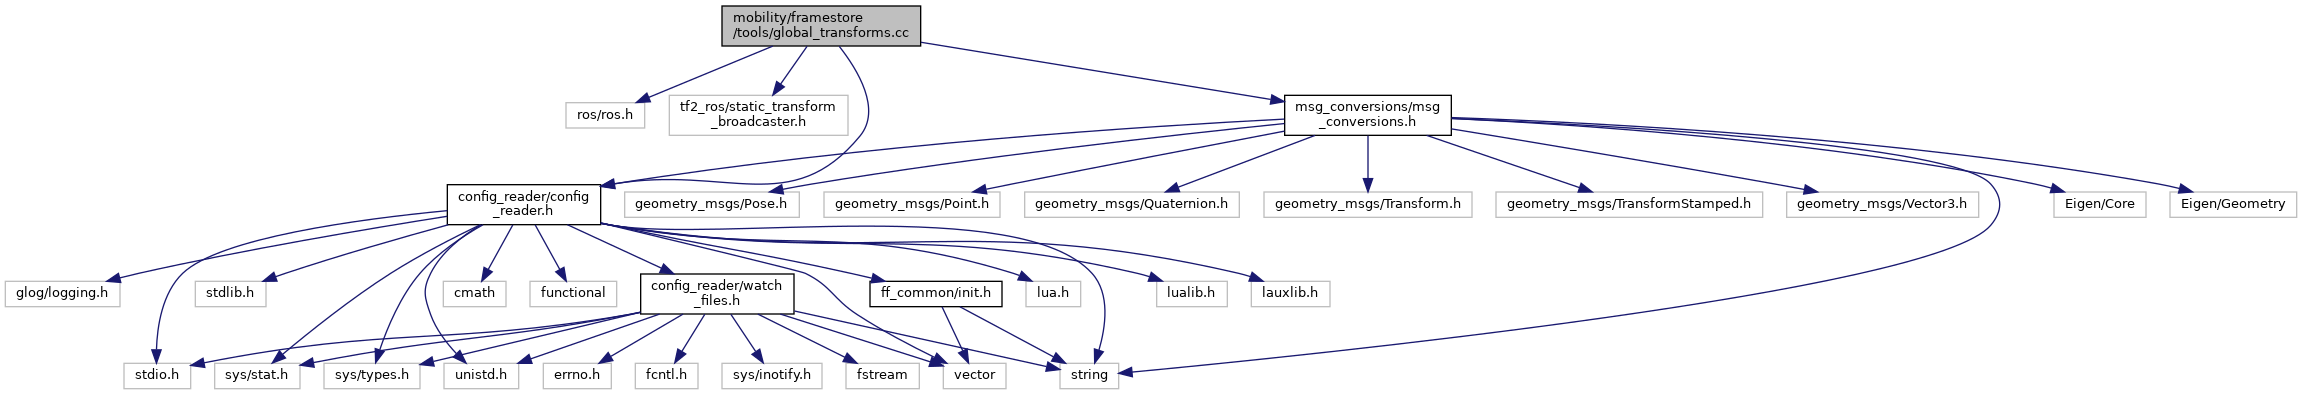 mobility/framestore
/tools/global_transforms.cc
ros/ros.h
tf2_ros/static_transform
_broadcaster.h
msg_conversions/msg
_conversions.h
config_reader/config
_reader.h
geometry_msgs/Pose.h
geometry_msgs/Point.h
geometry_msgs/Quaternion.h
geometry_msgs/Transform.h
geometry_msgs/TransformStamped.h
geometry_msgs/Vector3.h
Eigen/Core
Eigen/Geometry
glog/logging.h
stdlib.h
cmath
functional
config_reader/watch
_files.h
ff_common/init.h
lua.h
lualib.h
lauxlib.h
stdio.h
sys/stat.h
sys/types.h
unistd.h
errno.h
fcntl.h
sys/inotify.h
fstream
vector
string